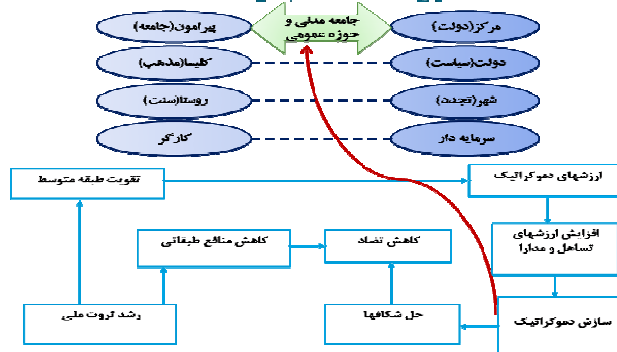 مرکز(دولت)
جامعه مدنی و
حوزه عمومی
پیرامون(جامعه)
دولت(سیاست)
کلیسا(مذهب)
شهر(تجدد)
روستا(سنت)
سرمایه دار
کارگر
ارزشهای دموکراتیک
تقویت طبقه متوسط
افزایش ارزشهای
تساهل و مدارا
کاهش تضاد
کاهش منافع طبقاتی
سازش دموکراتیک
حل شکافها
رشد ثروت ملی